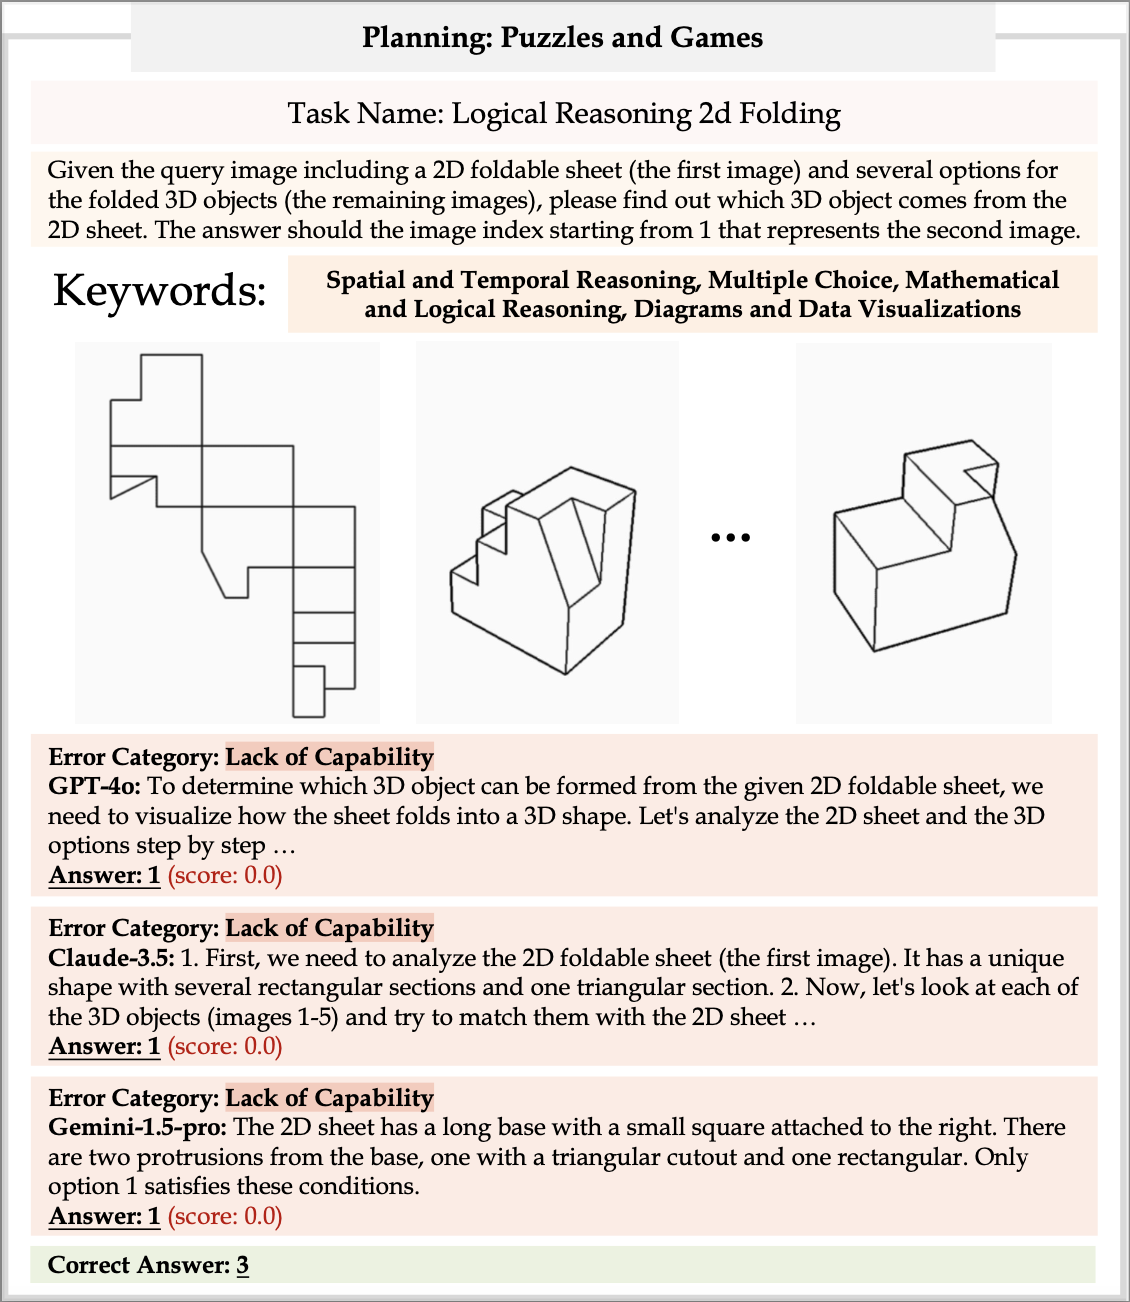 Planning: Puzzles and Games
Task Name: Logical Reasoning 2d Folding
Given the query image including a 2D foldable sheet (the first image) and several options for
the folded 3D objects (the remaining images), please find out which 3D object comes from the
2D sheet. The answer should the image index starting from 1 that represents the second image.
Keywords:
Spatial and Temporal Reasoning, Multiple Choice, Mathematical
and Logical Reasoning, Diagrams and Data Visualizations
...
Error Category: Lack of Capability
GPT-4o: To determine which 3D object can be formed from the given 2D foldable sheet, we
need to visualize how the sheet folds into a 3D shape. Let's analyze the 2D sheet and the 3D
options step by step …
Answer: 1 (score: 0.0)
Error Category: Lack of Capability
Claude-3.5: 1. First, we need to analyze the 2D foldable sheet (the first image). It has a unique
shape with several rectangular sections and one triangular section. 2. Now, let's look at each of
the 3D objects (images 1-5) and try to match them with the 2D sheet …
Answer: 1 (score: 0.0)
Error Category: Lack of Capability
Gemini-1.5-pro: The 2D sheet has a long base with a small square attached to the right. There
are two protrusions from the base, one with a triangular cutout and one rectangular. Only
option 1 satisfies these conditions.
Answer: 1 (score: 0.0)
Correct Answer: 3